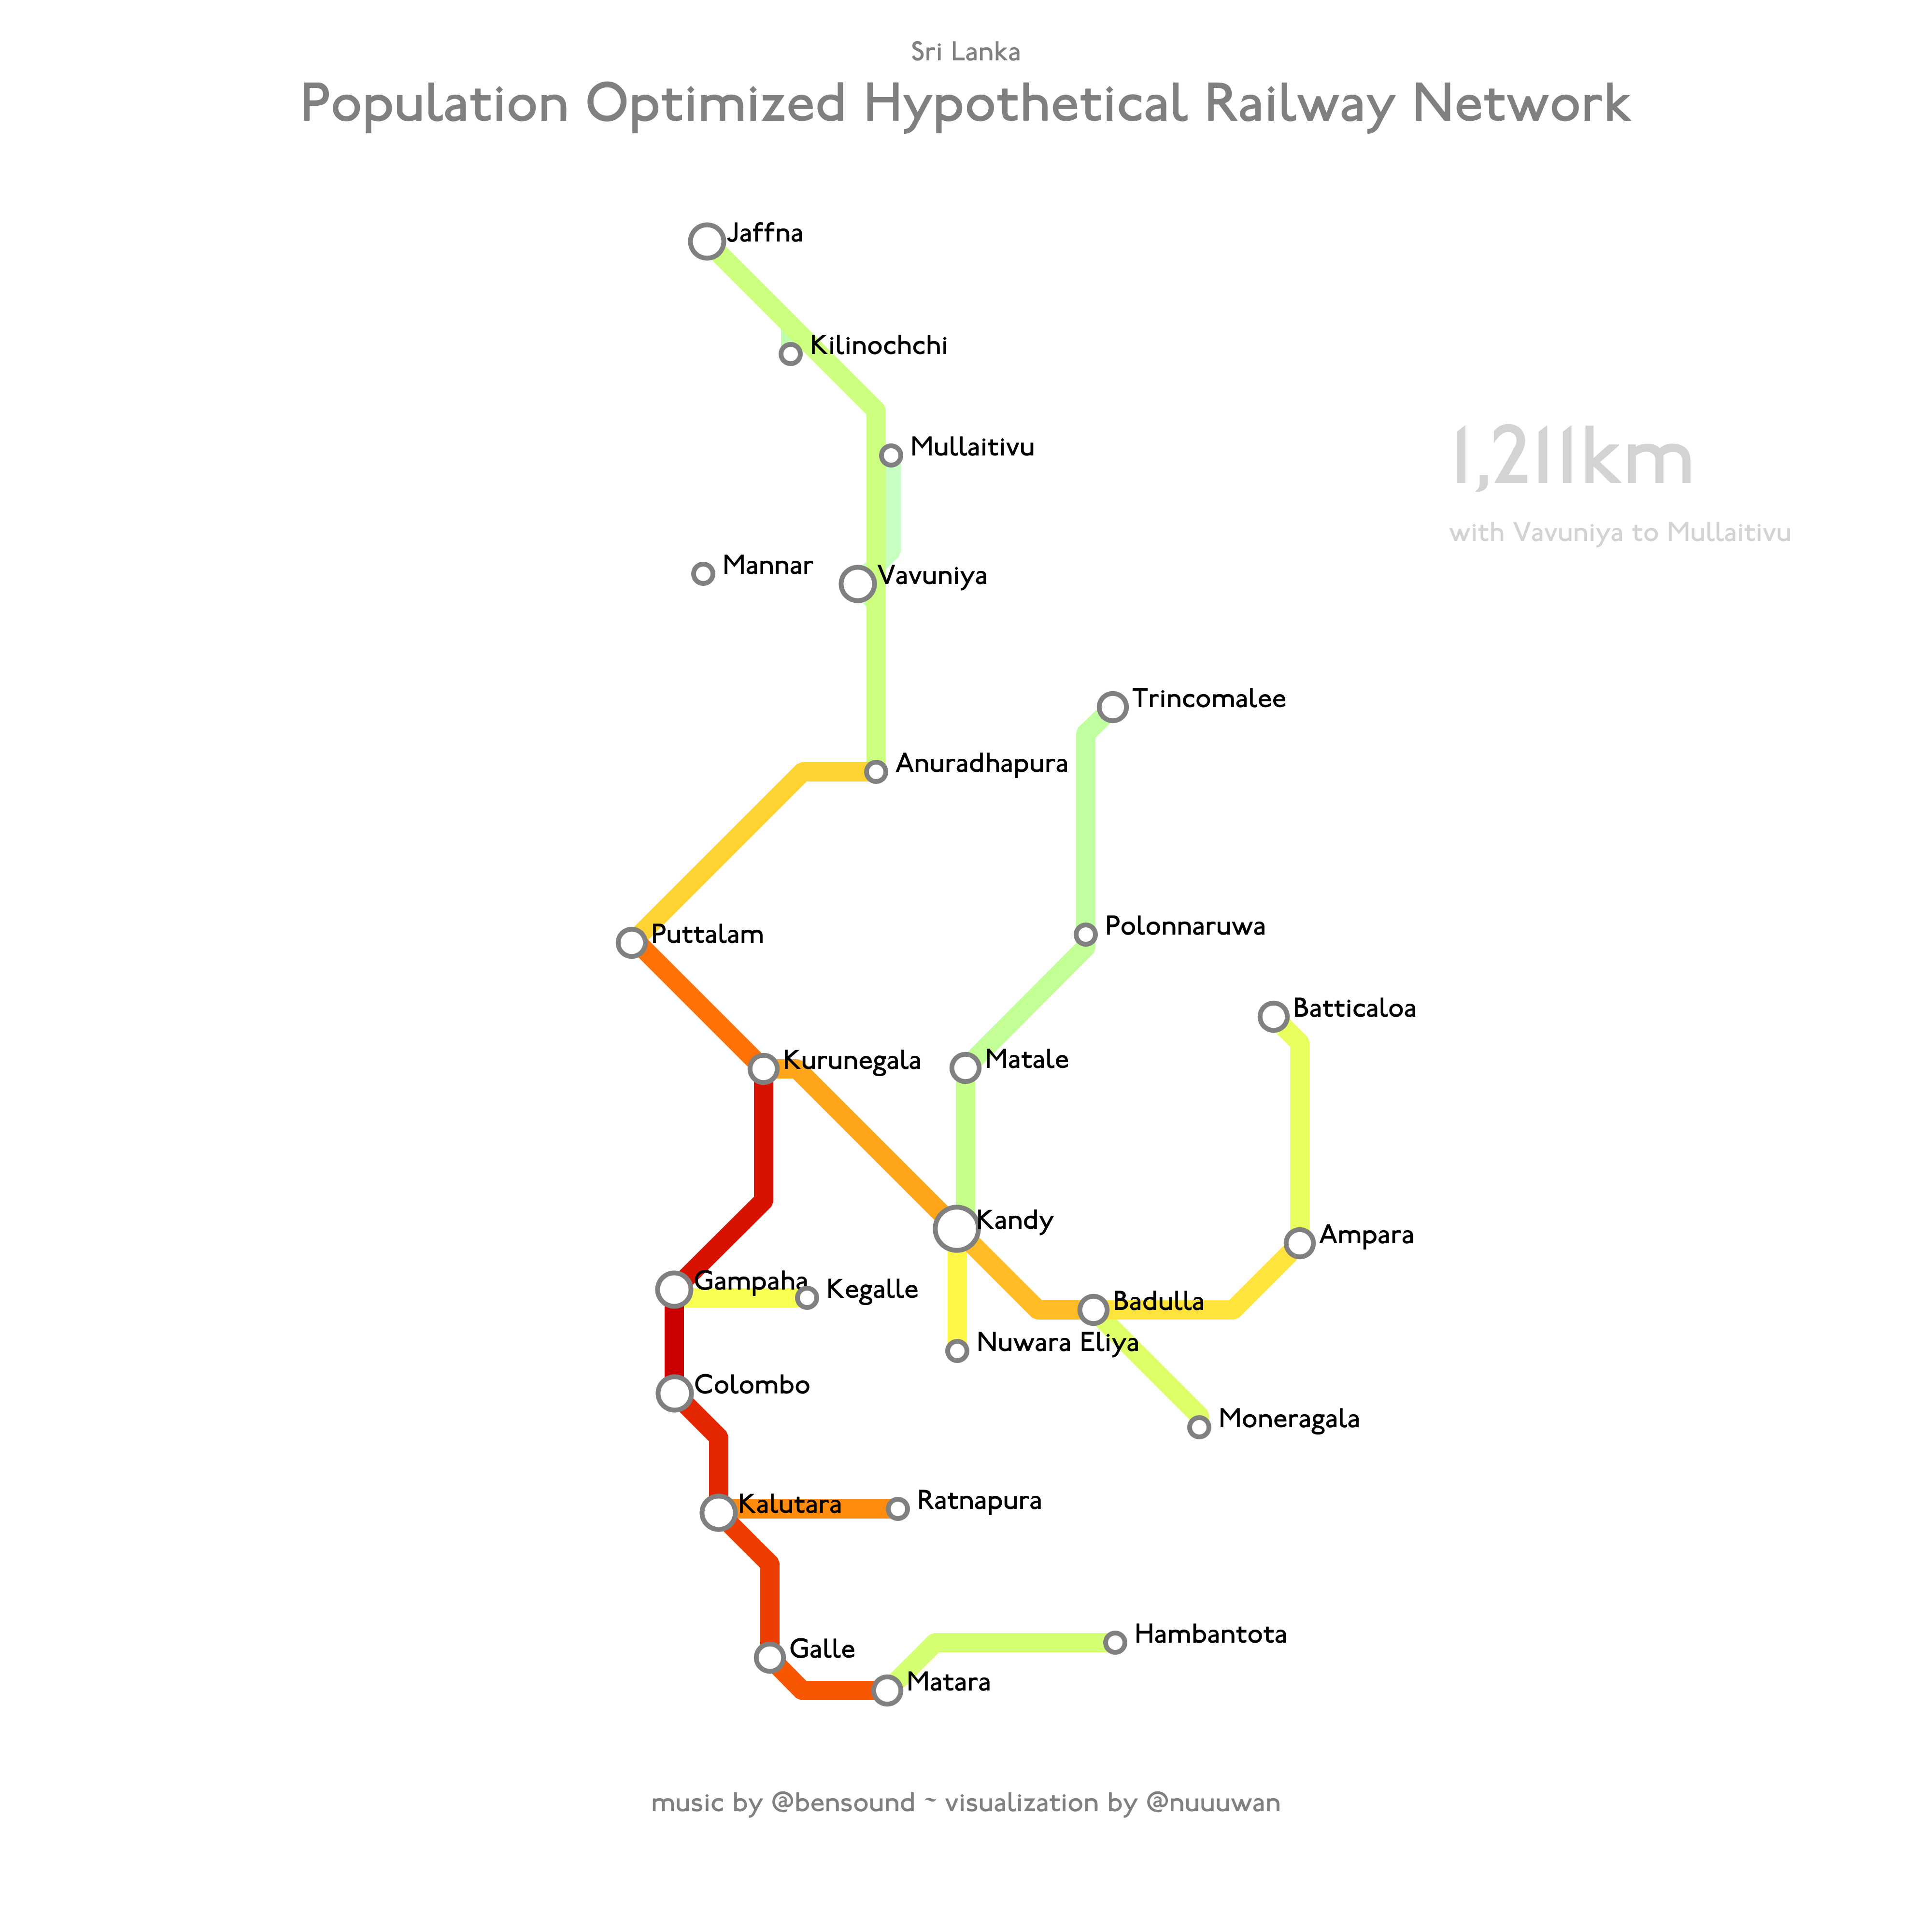 Sri Lanka
Population Optimized Hypothetical Railway Network
Jaffna
Kilinochchi
Mullaitivu
1,211km
with Vavuniya to Mullaitivu
Mannar
Vavuniya
Trincomalee
Anuradhapura
Polonnaruwa
Puttalam
Batticaloa
Kurunegala
Matale
Kandy
Ampara
Gampaha
Kegalle
Badulla
Nuwara Eliya
Colombo
Moneragala
Ratnapura
Kalutara
Hambantota
Galle
Matara
music by @bensound ~ visualization by @nuuuwan